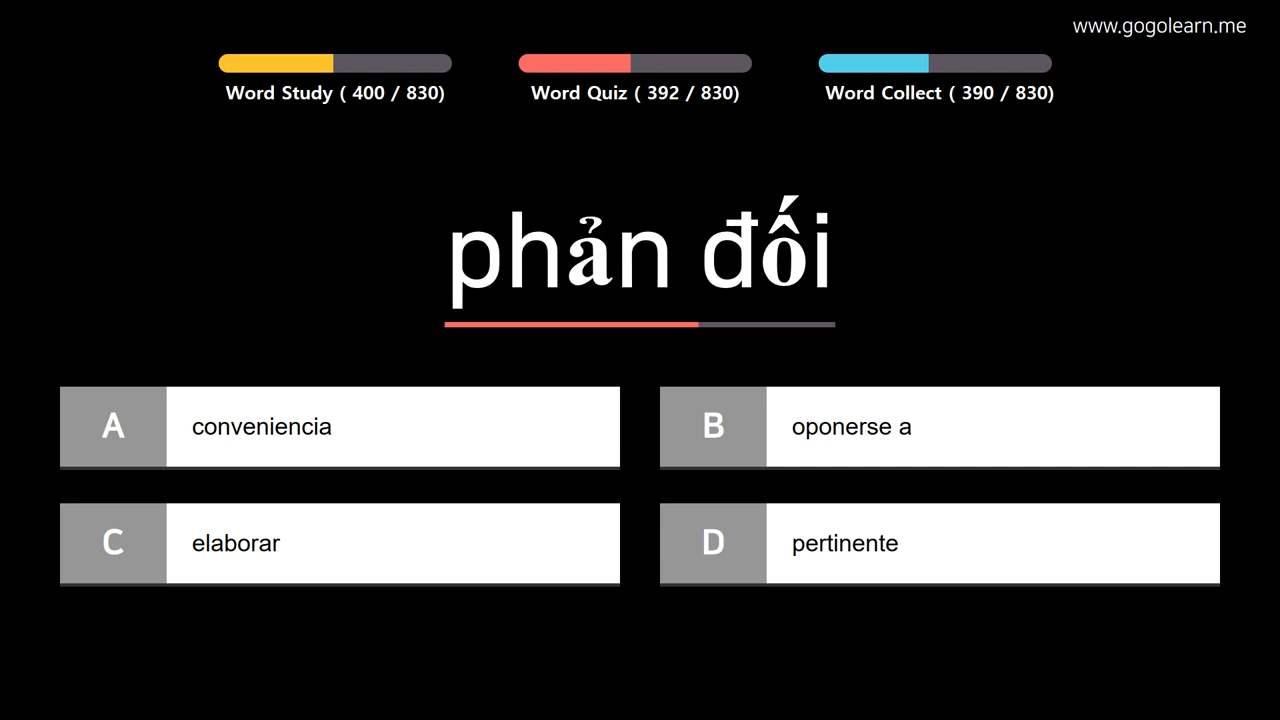 www.gogolearn.me
Word Study ( 400 / 830)
Word Quiz ( 392 / 830)
Word Collect ( 390 / 830)
phản đối
A conveniencia
B oponerse a
C elaborar
D pertinente